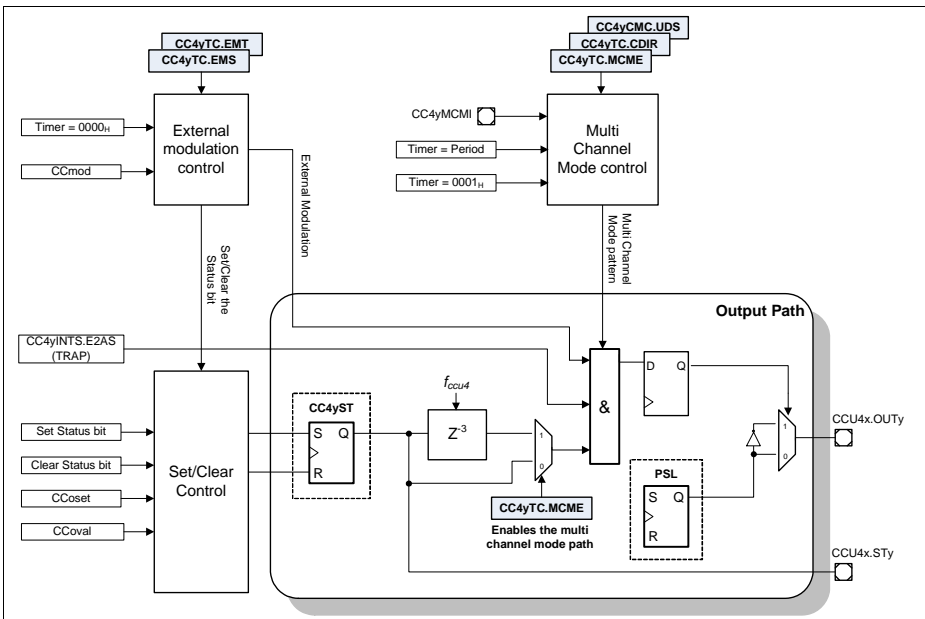 CC4yTC.EMT
CC4yTC.EMS
CC4yCMC.UDS
CC4yTC.CDIR
CC4yTC.MCME
Timer = 0000H
CCmod
External
modulation
control
CC4yMCMI
Timer = Period
Timer = 0001H
Multi
Channel
Mode control
External Modulation
Set/Clear the
Status bit
Multi Channel
Mode pattern
Output Path
CC4yINTS.E2AS
(TRAP)
Set Status bit
Clear Status bit
CCoset
CCoval
Set/Clear
Control
CC4yST
S Q
R
fccu4
Z-3
1
0
CC4yTC.MCME
Enables the multi
channel mode path
&
D Q
PSL
S Q
R
1
0
CCU4x.OUTy
CCU4x.STy